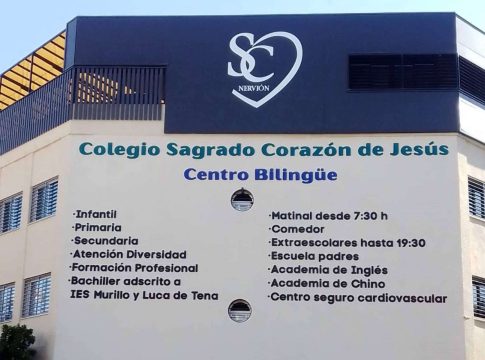 SC
NERVIÓN
Colegio Sagrado Corazón de Jesús
Centro Bilingüe
·Infantil
·Primaria
·Secundaria
·Atención Diversidad
·Formación Profesional
·Bachiller adscrito a
IES Murillo y Luca de Tena
·Matinal desde 7:30 h
·Comedor
·Extraescolares hasta 19:30
·Escuela padres
·Academia de Inglés
·Academia de Chino
·Centro seguro cardiovascular